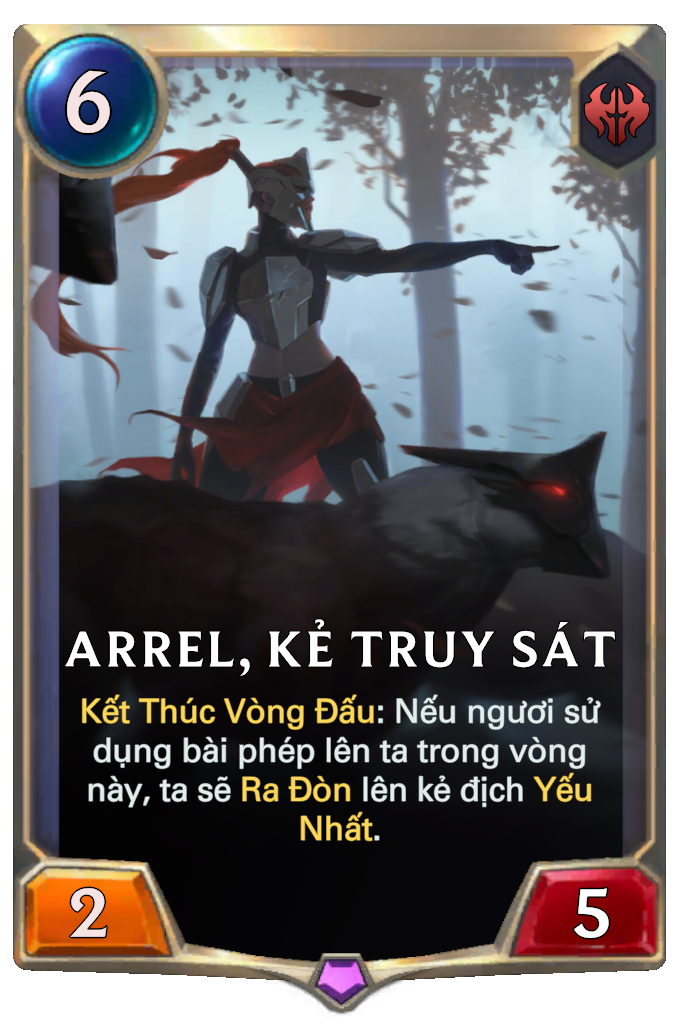 6
ARREL, KẺ TRUY SÁT
Kết Thúc Vòng Đấu: Nếu ngươi sử
dụng bài phép lên ta trong vòng
này, ta sẽ Ra Đòn lên kẻ địch Yếu
Nhất.
2
5